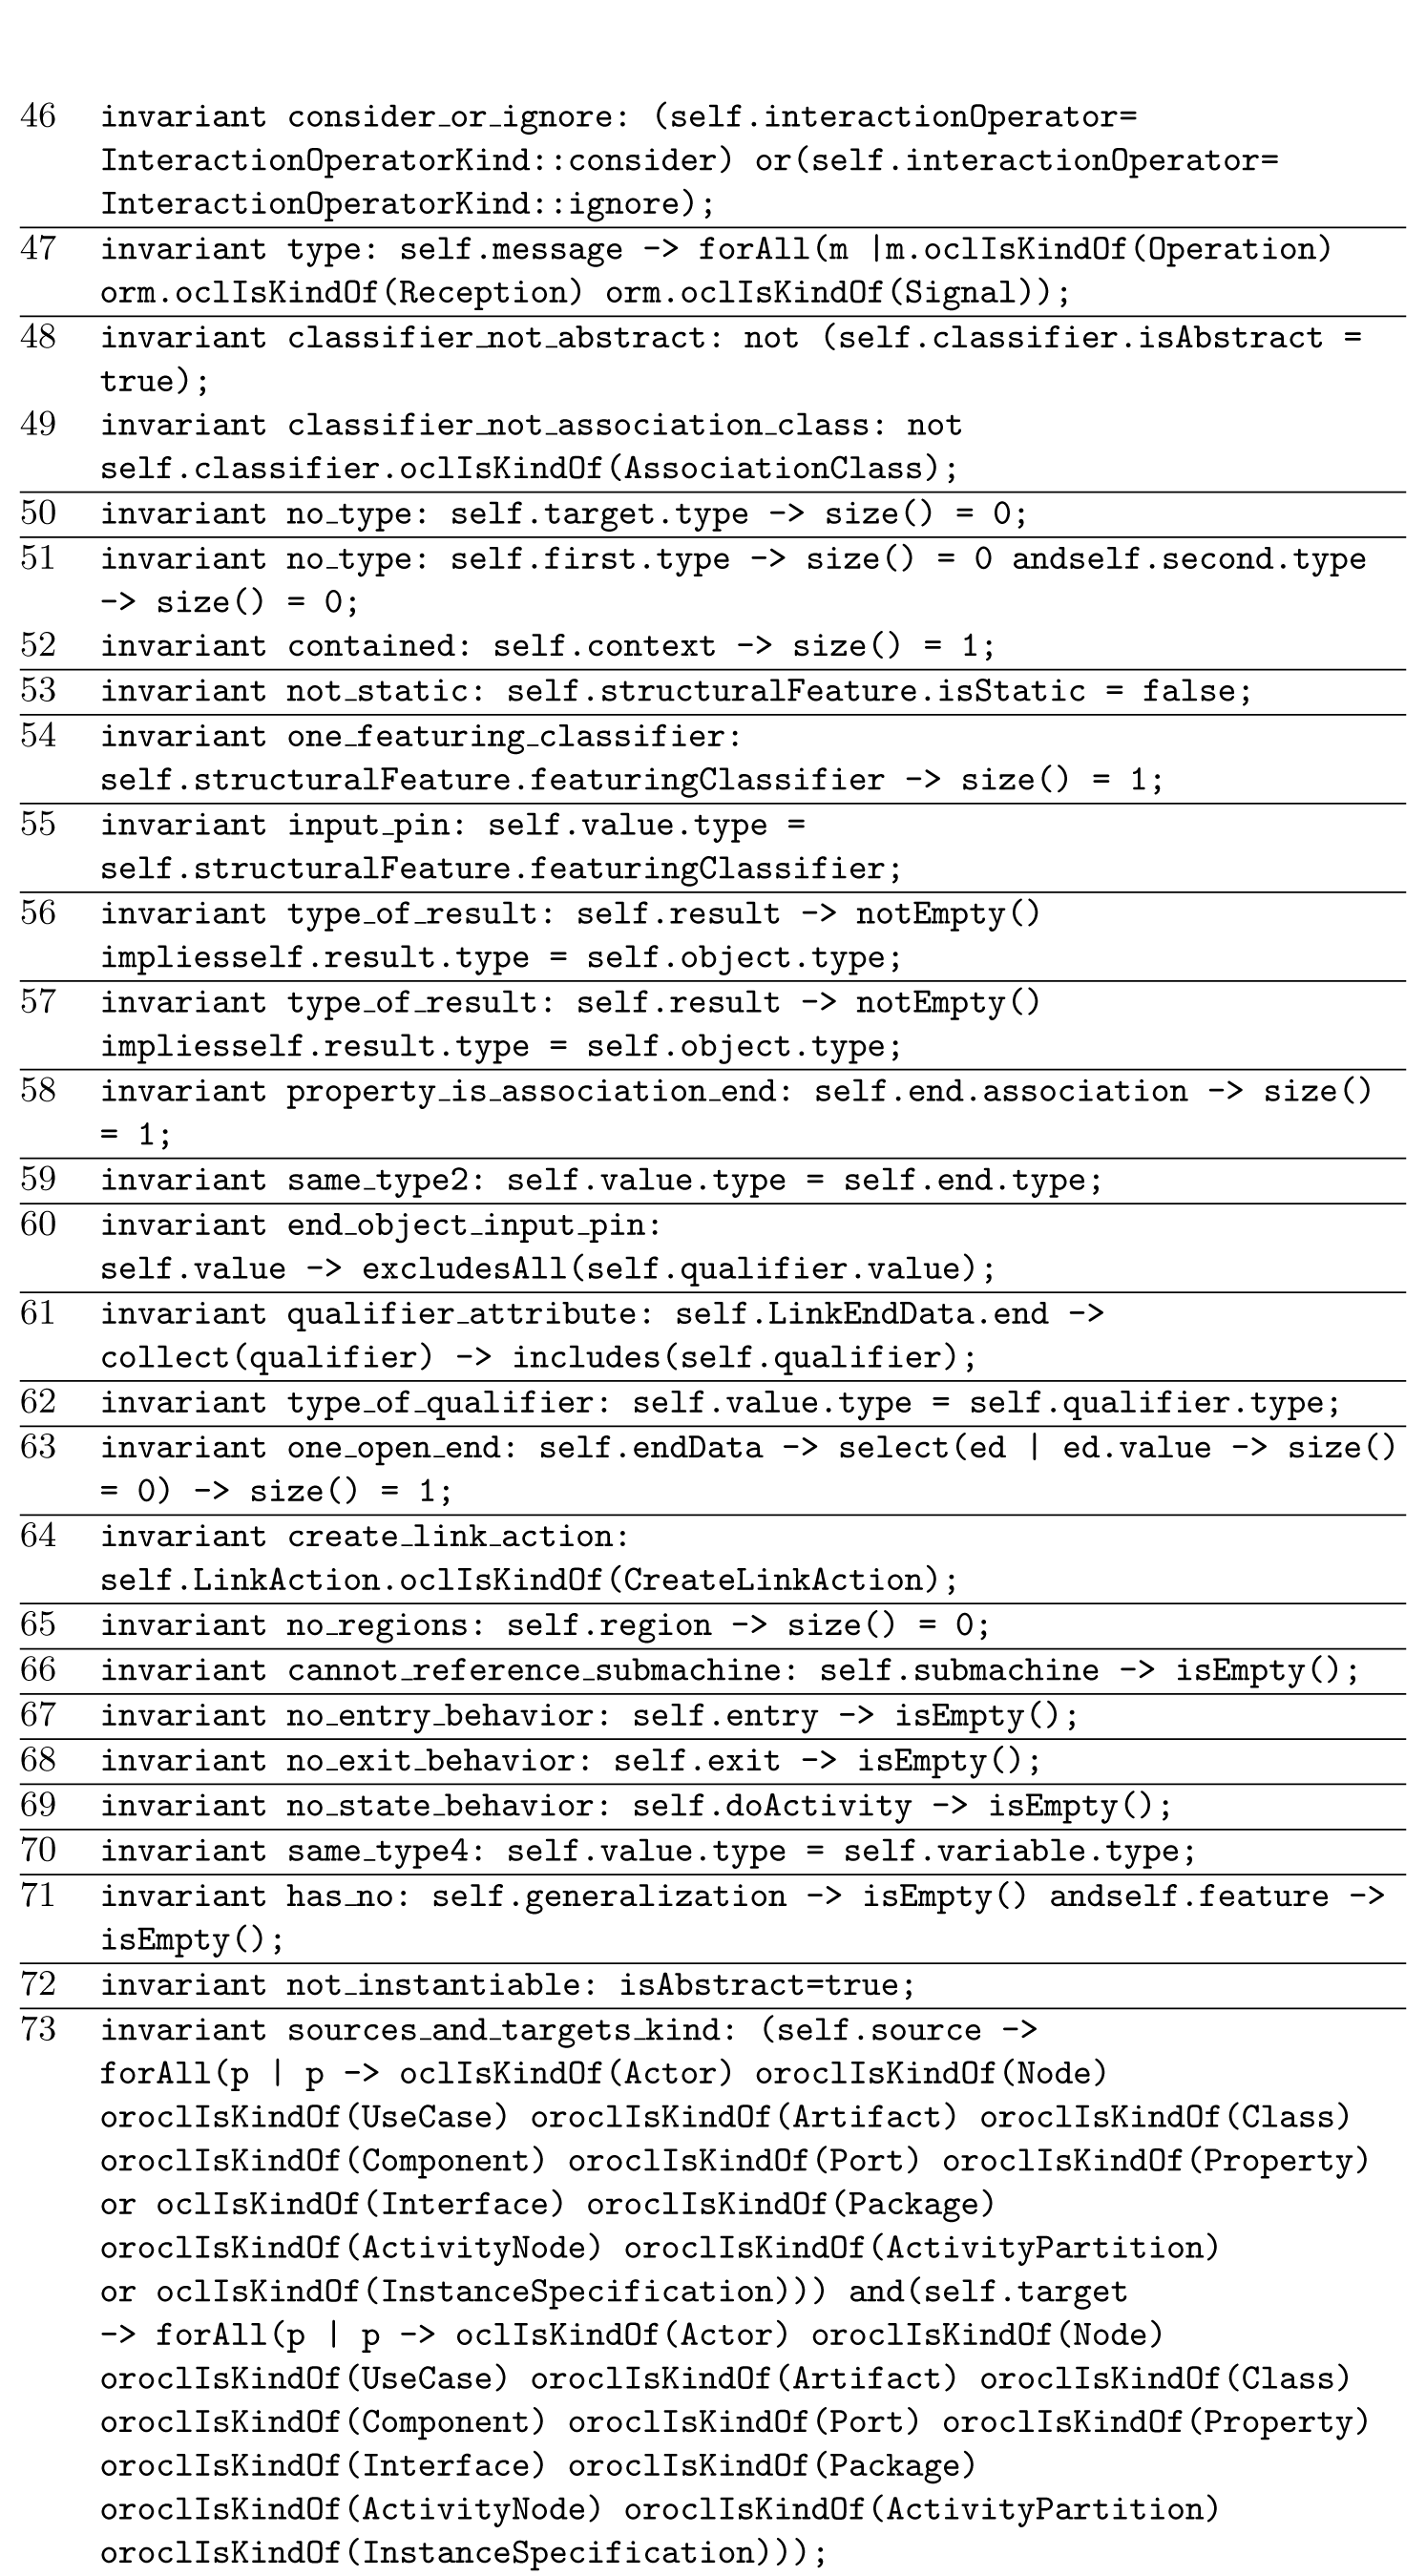 46 invariant consider_or_ignore: (self.interactionOperator=
InteractionOperatorKind::consider) or(self.interactionOperator=
InteractionOperatorKind::ignore);
47 invariant type: self.message -> forAll(m |m.oclIsKindOf(Operation)
orm.oclIsKindOf(Reception) orm.oclIsKindOf(Signal));
48 invariant classifier_not_abstract: not (self.classifier.isAbstract =
true);
49 invariant classifier_not_association_class: not
self.classifier.oclIsKindOf(AssociationClass);
50 invariant no_type: self.target.type -> size() = 0;
51 invariant no_type: self.first.type -> size() = 0 andself.second.type
-> size() = 0;
52 invariant contained: self.context -> size() = 1;
53 invariant not_static: self.structuralFeature.isStatic = false;
54 invariant one_featuring_classifier:
self.structuralFeature.featuringClassifier -> size() = 1;
55 invariant input_pin: self.value.type =
self.structuralFeature.featuringClassifier;
56 invariant type_of_result: self.result -> notEmpty()
impliesself.result.type = self.object.type;
57 invariant type_of_result: self.result -> notEmpty()
impliesself.result.type = self.object.type;
58 invariant property_is_association_end: self.end.association -> size()
= 1;
59 invariant same_type2: self.value.type = self.end.type;
60 invariant end_object_input_pin:
self.value -> excludesAll(self.qualifier.value);
61 invariant qualifier_attribute: self.LinkEndData.end ->
collect(qualifier) -> includes(self.qualifier);
62 invariant type_of_qualifier: self.value.type = self.qualifier.type;
63 invariant one_open_end: self.endData -> select(ed | ed.value -> size()
= 0) -> size() = 1;
64 invariant create_link_action:
self.LinkAction.oclIsKindOf(CreateLinkAction);
65 invariant no_regions: self.region -> size() = 0;
66 invariant cannot_reference_submachine: self.submachine -> isEmpty();
67 invariant no_entry_behavior: self.entry -> isEmpty();
68 invariant no_exit_behavior: self.exit -> isEmpty();
69 invariant no_state_behavior: self.doActivity -> isEmpty();
70 invariant same_type4: self.value.type = self.variable.type;
71 invariant has_no: self.generalization -> isEmpty() andself.feature ->
isEmpty();
72 invariant not_instantiable: isAbstract=true;
73 invariant sources_and_targets_kind: (self.source ->
forAll(p | p -> oclIsKindOf(Actor) oroclIsKindOf(Node)
oroclIsKindOf(UseCase) oroclIsKindOf(Artifact) oroclIsKindOf(Class)
oroclIsKindOf(Component) oroclIsKindOf(Port) oroclIsKindOf(Property)
or oclIsKindOf(Interface) oroclIsKindOf(Package)
oroclIsKindOf(ActivityNode) oroclIsKindOf(ActivityPartition)
or oclIsKindOf(InstanceSpecification))) and(self.target
-> forAll(p | p -> oclIsKindOf(Actor) oroclIsKindOf(Node)
oroclIsKindOf(UseCase) oroclIsKindOf(Artifact) oroclIsKindOf(Class)
oroclIsKindOf(Component) oroclIsKindOf(Port) oroclIsKindOf(Property)
oroclIsKindOf(Interface) oroclIsKindOf(Package)
oroclIsKindOf(ActivityNode) oroclIsKindOf(ActivityPartition)
oroclIsKindOf(InstanceSpecification)));